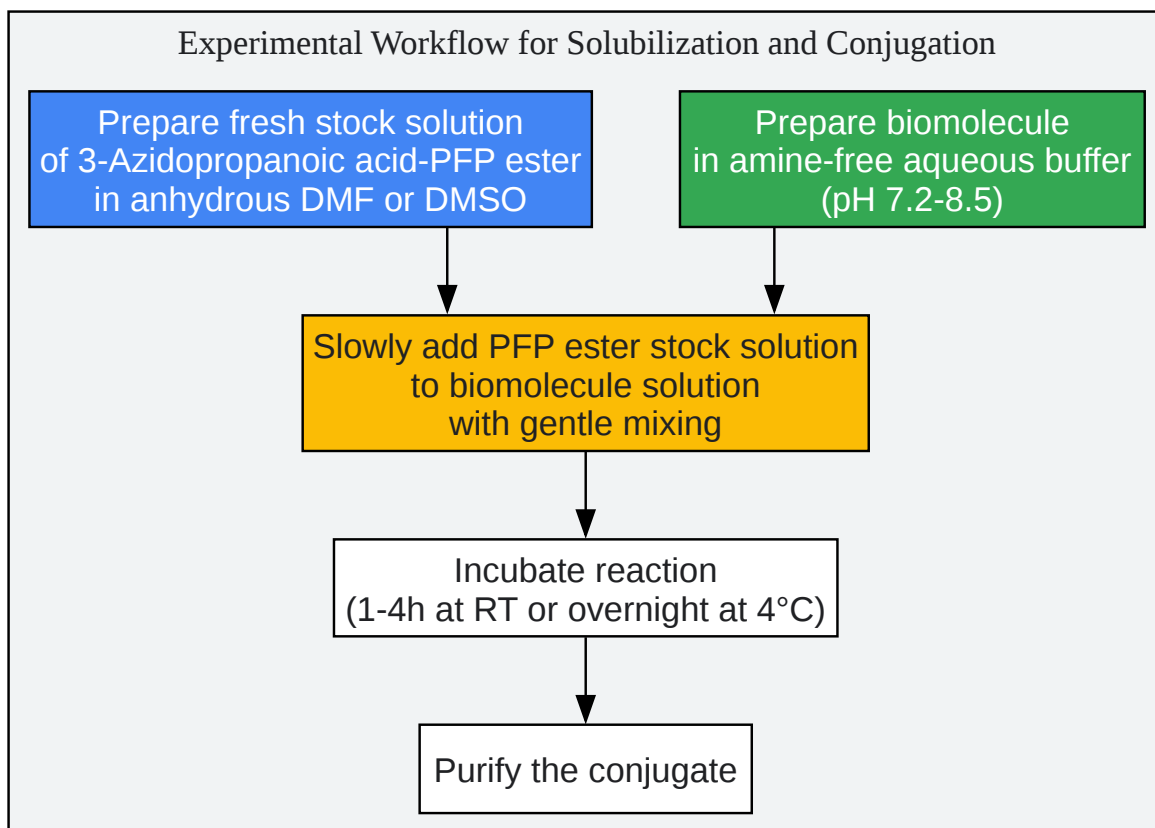 Experimental Workflow for Solubilization and Conjugation
Prepare fresh stock solution
of 3-Azidopropanoic acid-PFP ester
in anhydrous DMF or DMSO
Prepare biomolecule
in amine-free aqueous buffer
(pH 7.2-8.5)
Slowly add PFP ester stock solution
to biomolecule solution
with gentle mixing
Incubate reaction
(1-4h at RT or overnight at 4°C)
Purify the conjugate